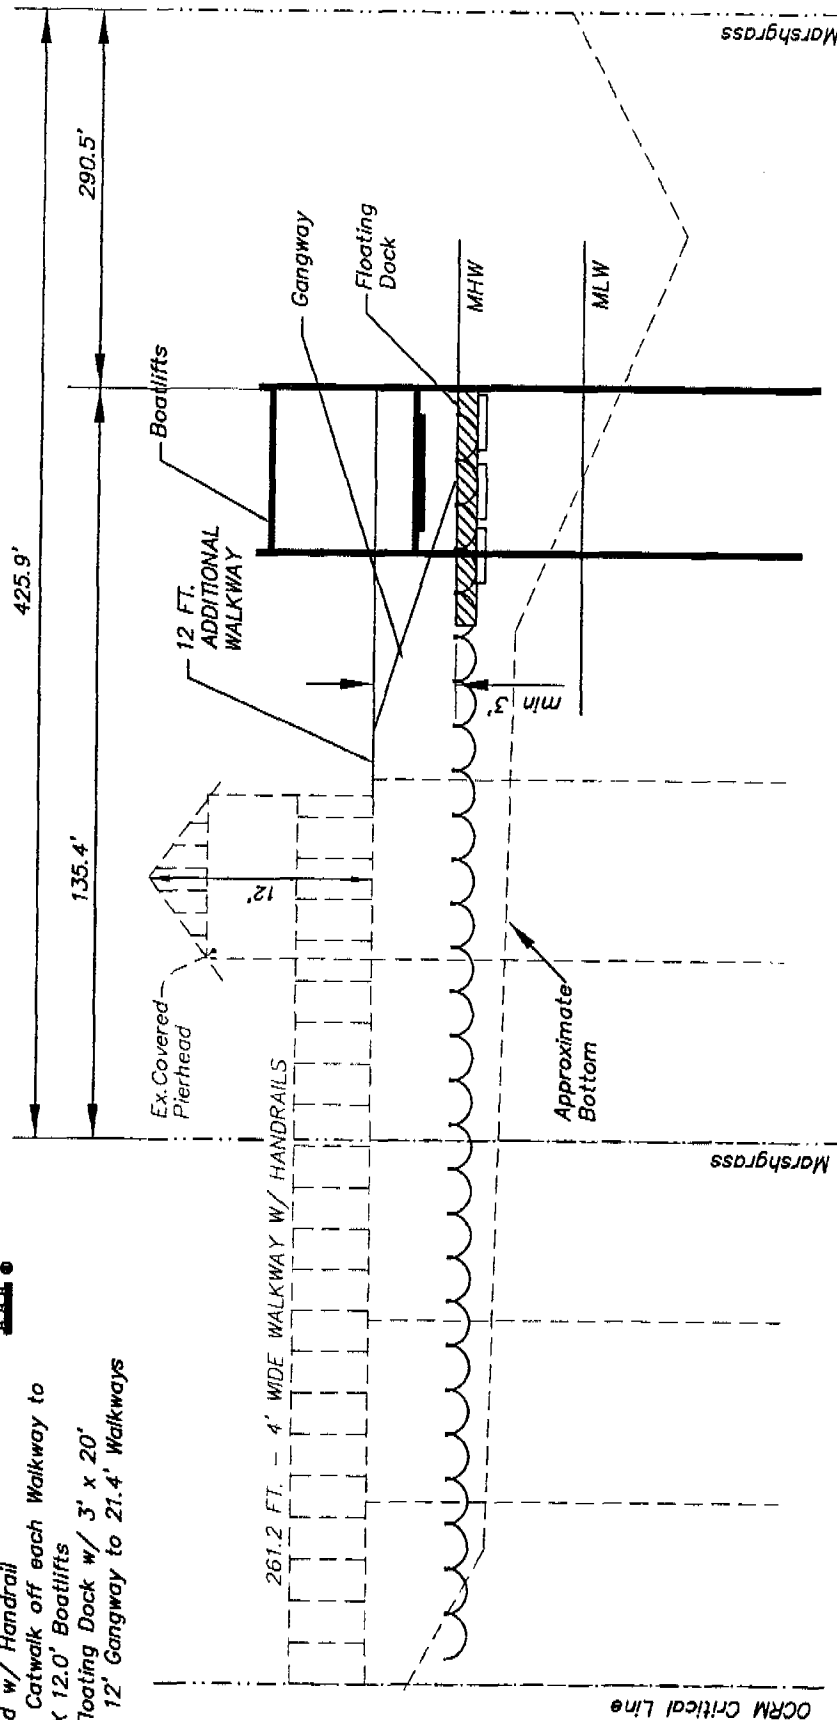 d w/ Handrail
Catwalk off each Walkway to
X 12.0' Boatlifts
loating Dock w/ 3' x 20'
12' Gangway to 21.4' Walkways
425.9'
135.4'
290.5'
Boatlifts
Gangway
Floating
Dock
12 FT.
ADDITIONAL
WALKWAY
Ex.Covered
Pierhead
12'
261.2 FT. - 4' WIDE WALKWAY W/ HANDRAILS
min 3'
MHW
MLW
Approximate
Bottom
OCRM Critical Line
Marshgrass
Marshgrass